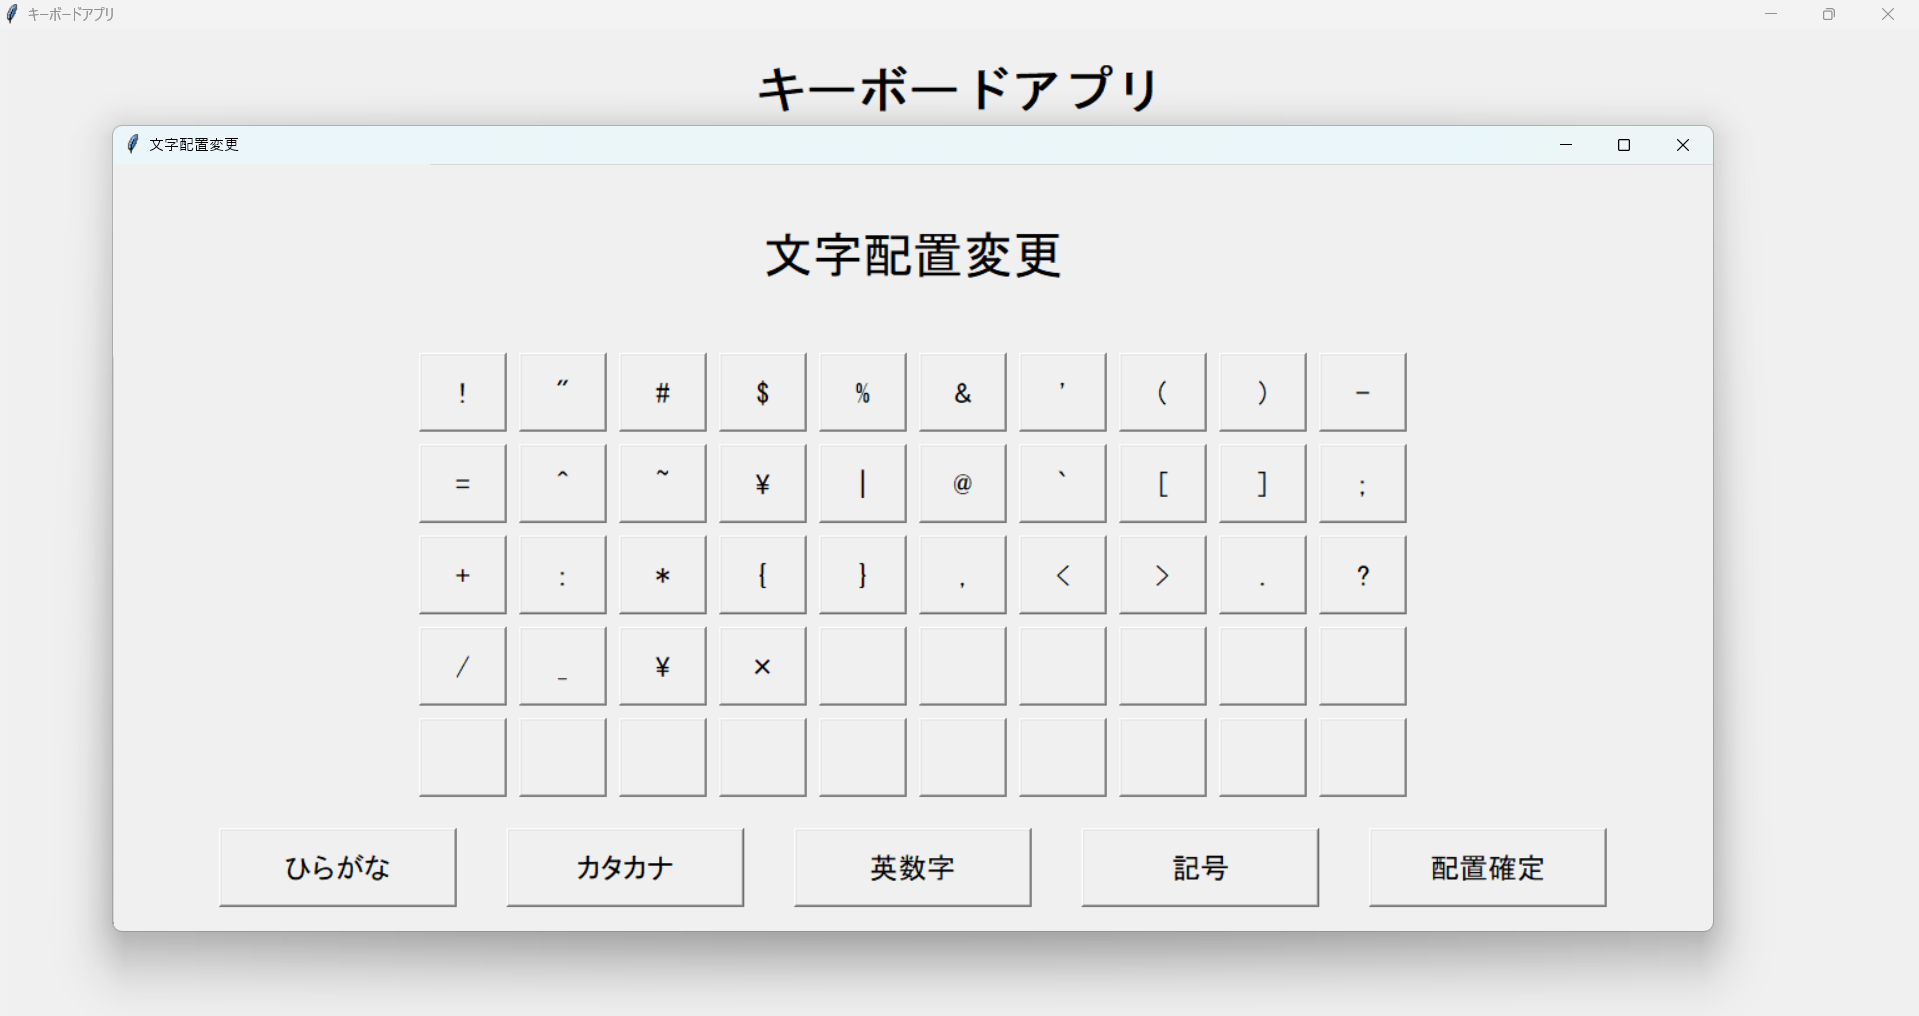 キーボードアプリ
キーボードアプリ
文字配置変更
文字配置変更
! ″ # $ % & ' ( ) -
= ^ ~ ¥ | @ ` [ ] ;
+ : * { } , < > . ?
/ _ ¥ ×
ひらがな カタカナ 英数字 記号 配置確定